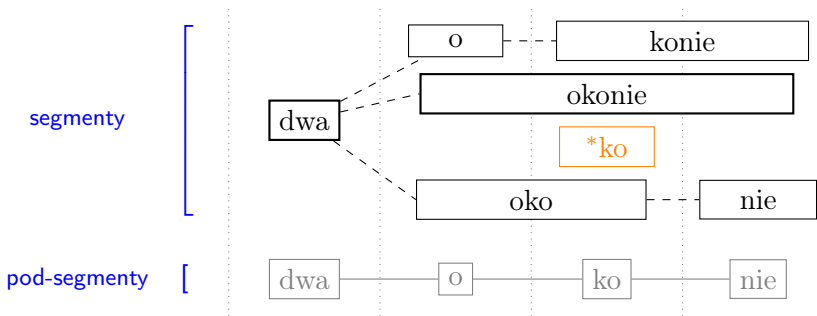 o konie
okonie
segmenty dwa
*ko
oko nie
pod-segmenty dwa o ko nie